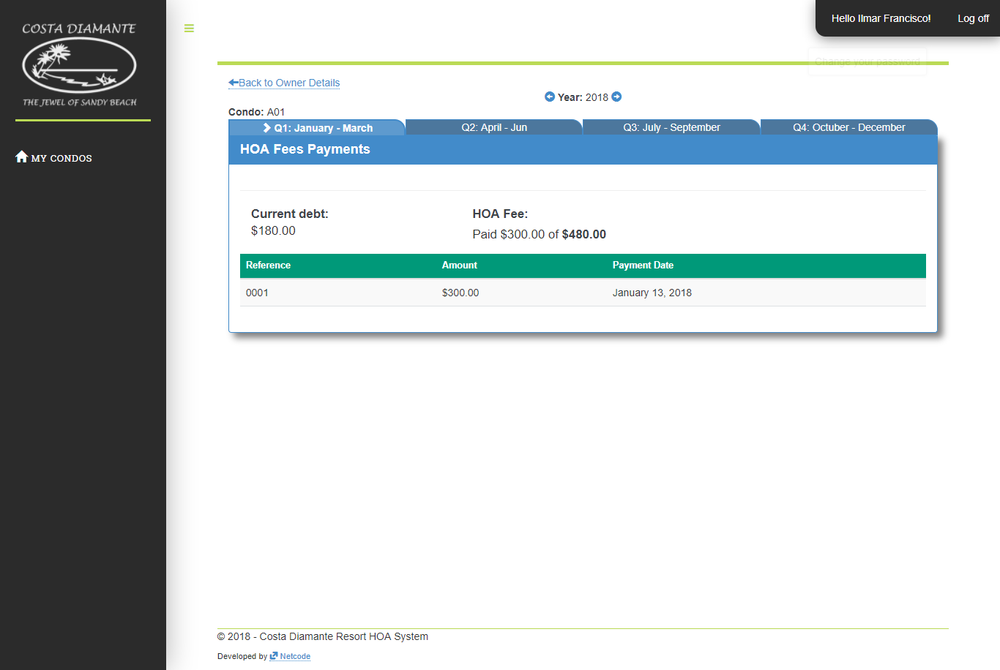 COSTA DIAMANTE
THE JEWEL OF SANDY BEACH
MY CONDOS
Hello Ilmar Francisco!
Log off
Change your password
Back to Owner Details
Year: 2018
Condo: A01
Q1: January - March
Q2: April - Jun
Q3: July - September
Q4: Octuber - December
HOA Fees Payments
Current debt:
$180.00
HOA Fee:
Paid $300.00 of $480.00
Reference Amount Payment Date
0001 $300.00 January 13, 2018
© 2018 - Costa Diamante Resort HOA System
Developed by Netcode